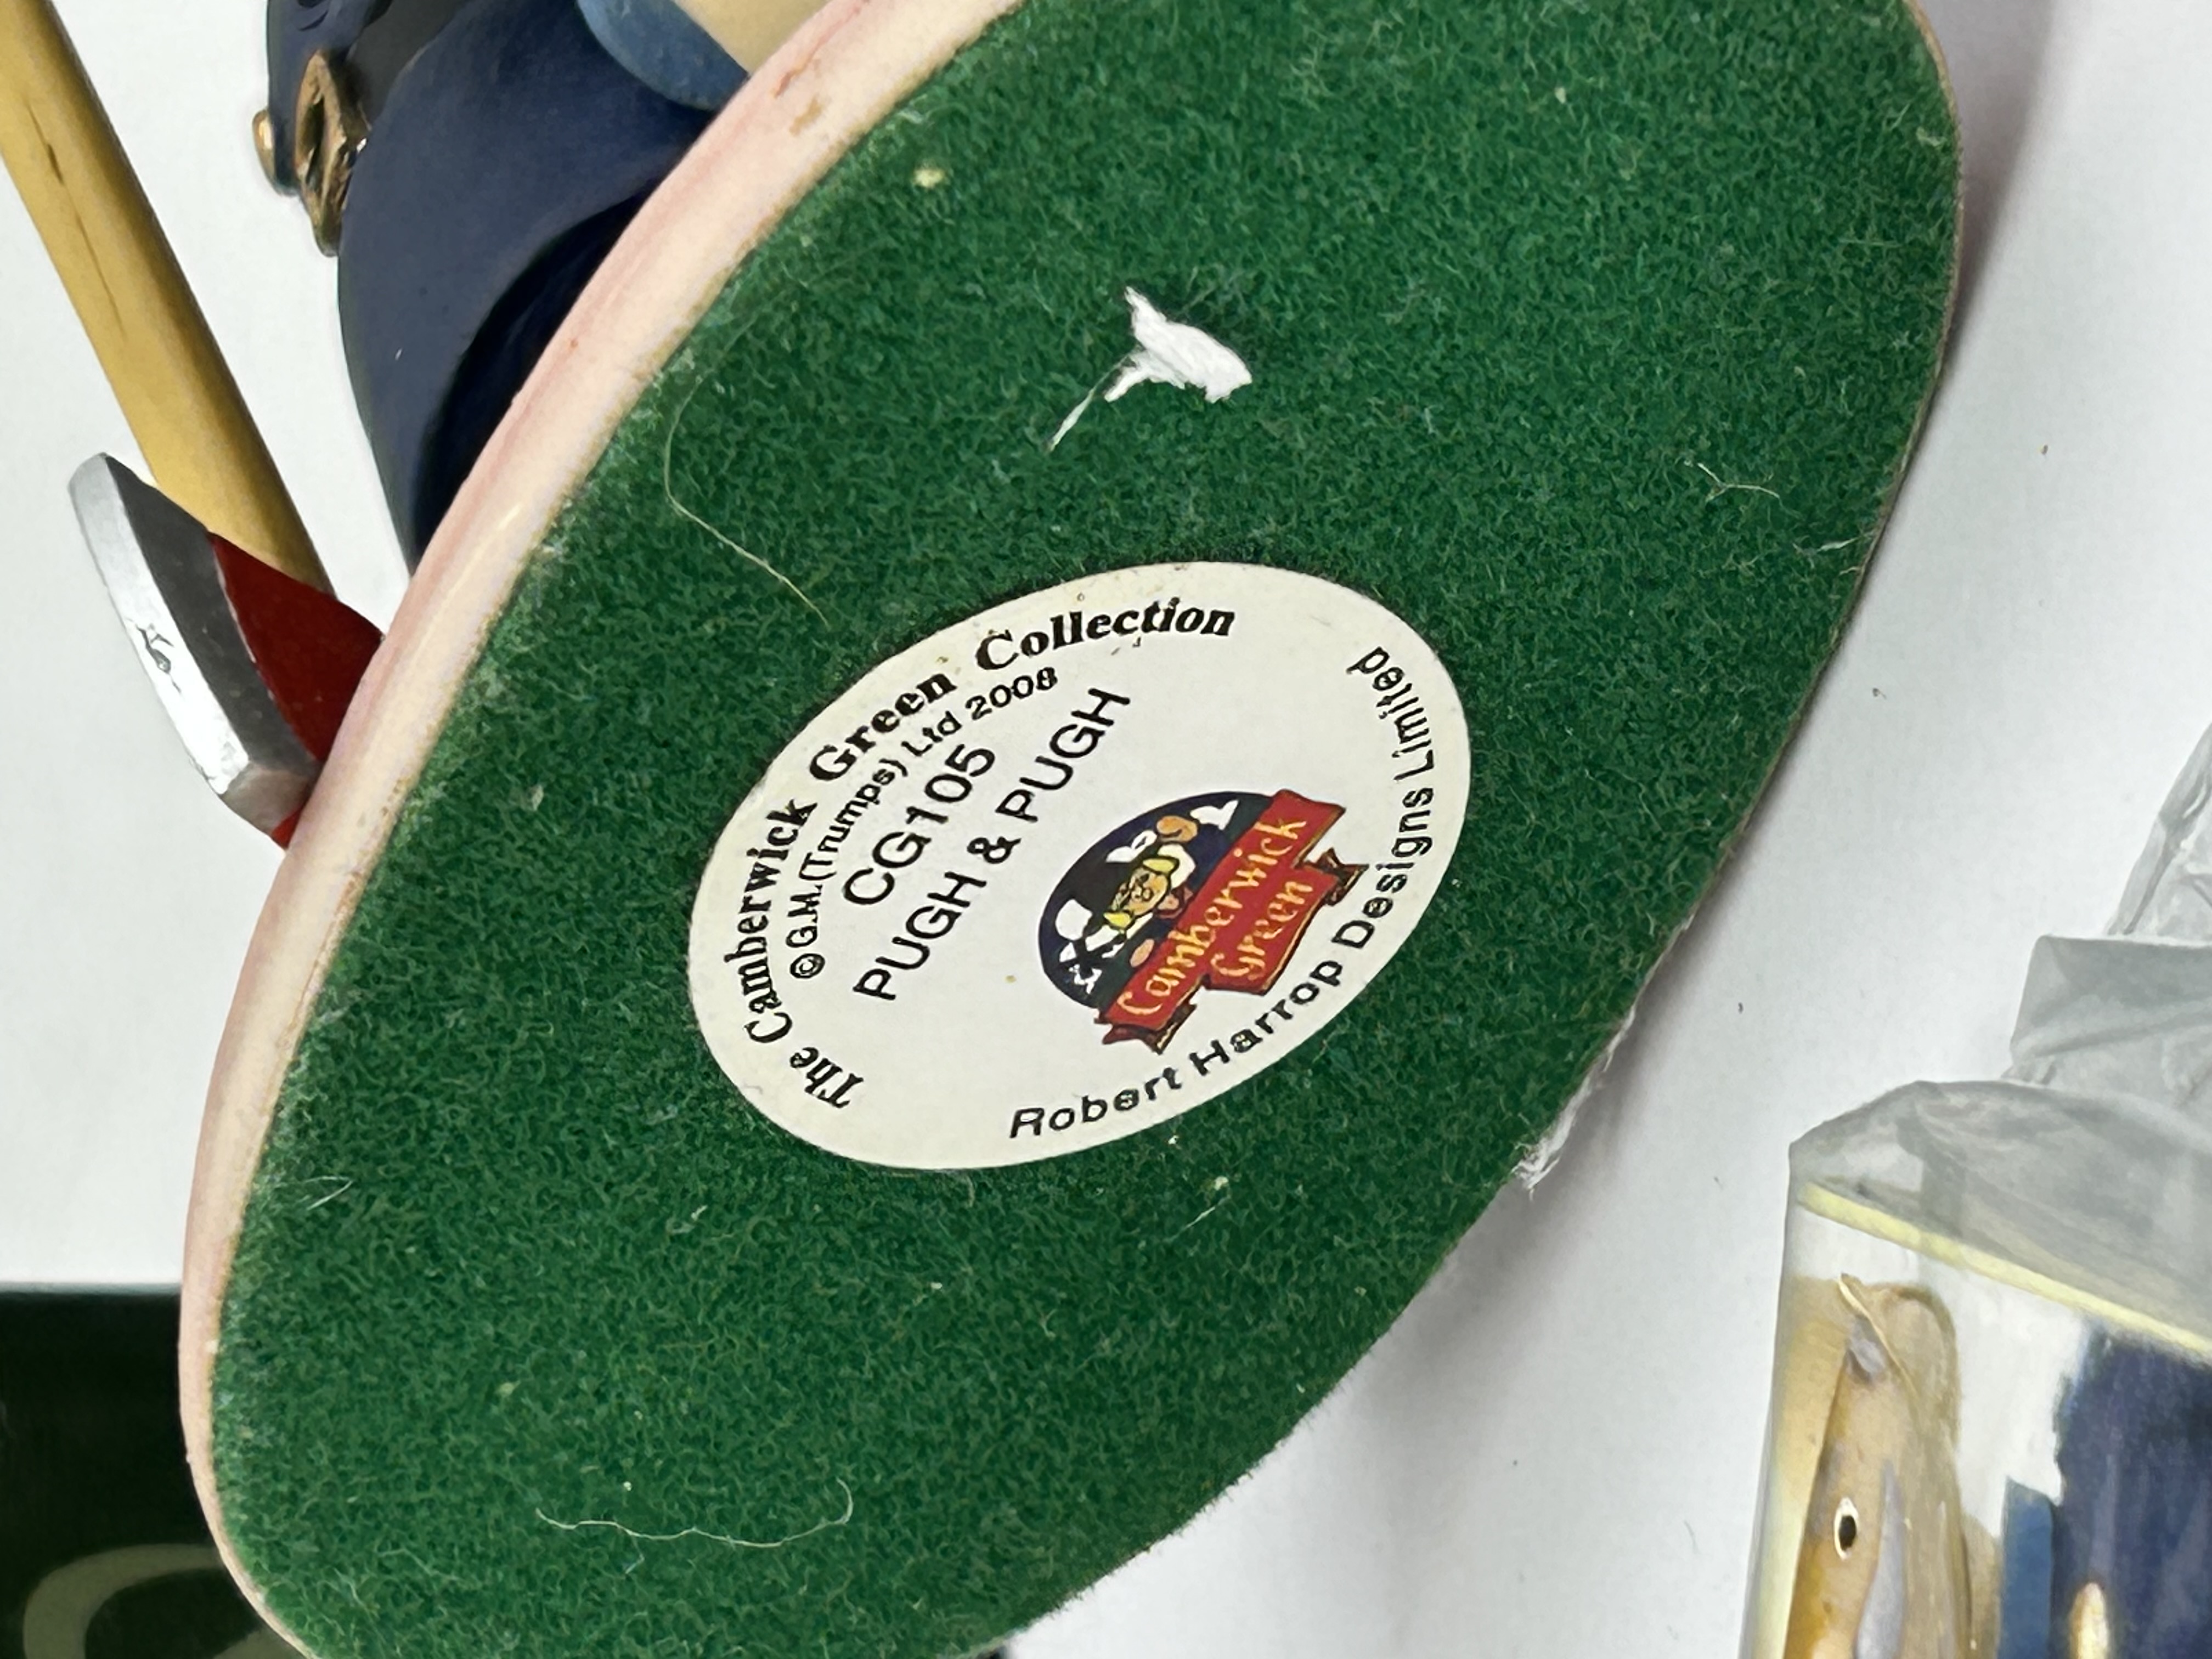 The Camberwick Green Collection
© G.M.(Trumps) Ltd 2008
CG105
PUGH & PUGH
Camberwick
Green
Robert Harrop Designs Limited